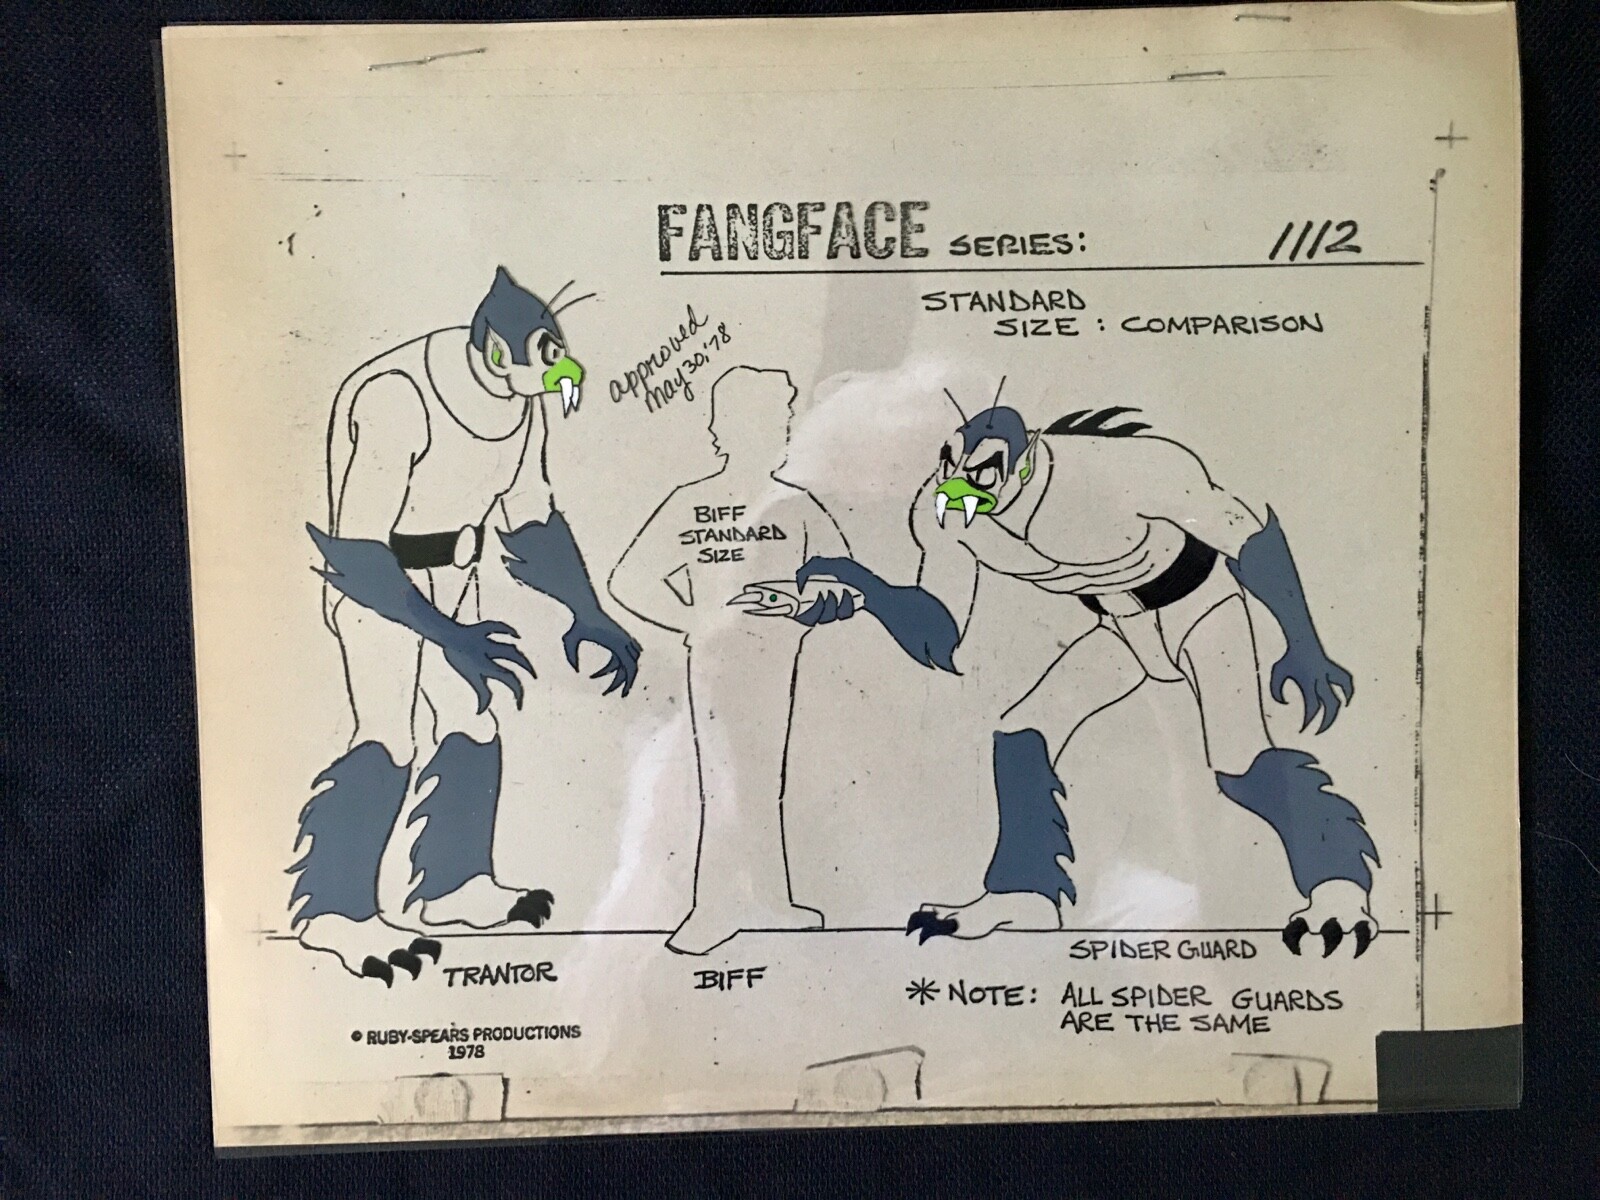 FANGFACE SERIES: 1112
STANDARD
SIZE : COMPARISON
approved
May 30, '78
BIFF
STANDARD
SIZE
TRANTOR
BIFF
SPIDER GUARD
* NOTE: ALL SPIDER GUARDS
ARE THE SAME
© RUBY-SPEARS PRODUCTIONS
1978